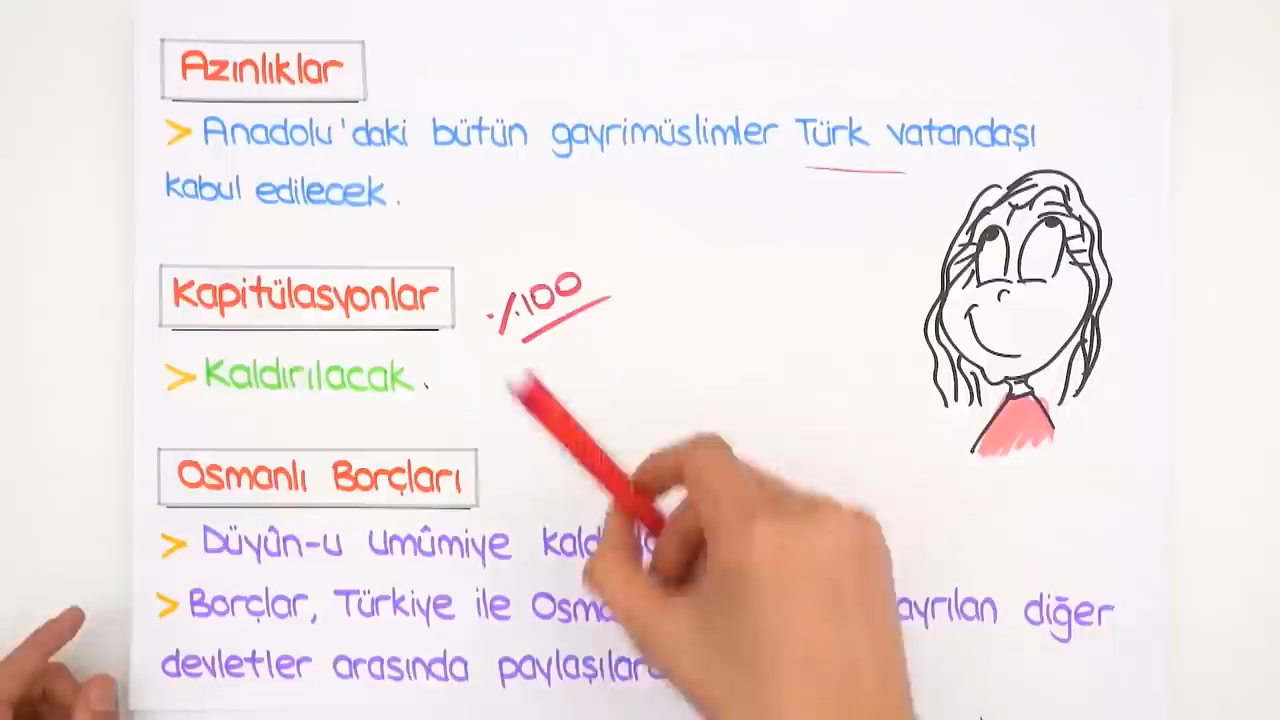 Azınlıklar
> Anadolu'daki bütün gayrimüslimler Türk vatandaşı
kabul edilecek.
Kapitülasyonlar
%100
> Kaldırılacak.
Osmanlı Borçları
> Düyûn-u Umûmiye
> Borçlar, Türkiye ile diğer
devletler arasında